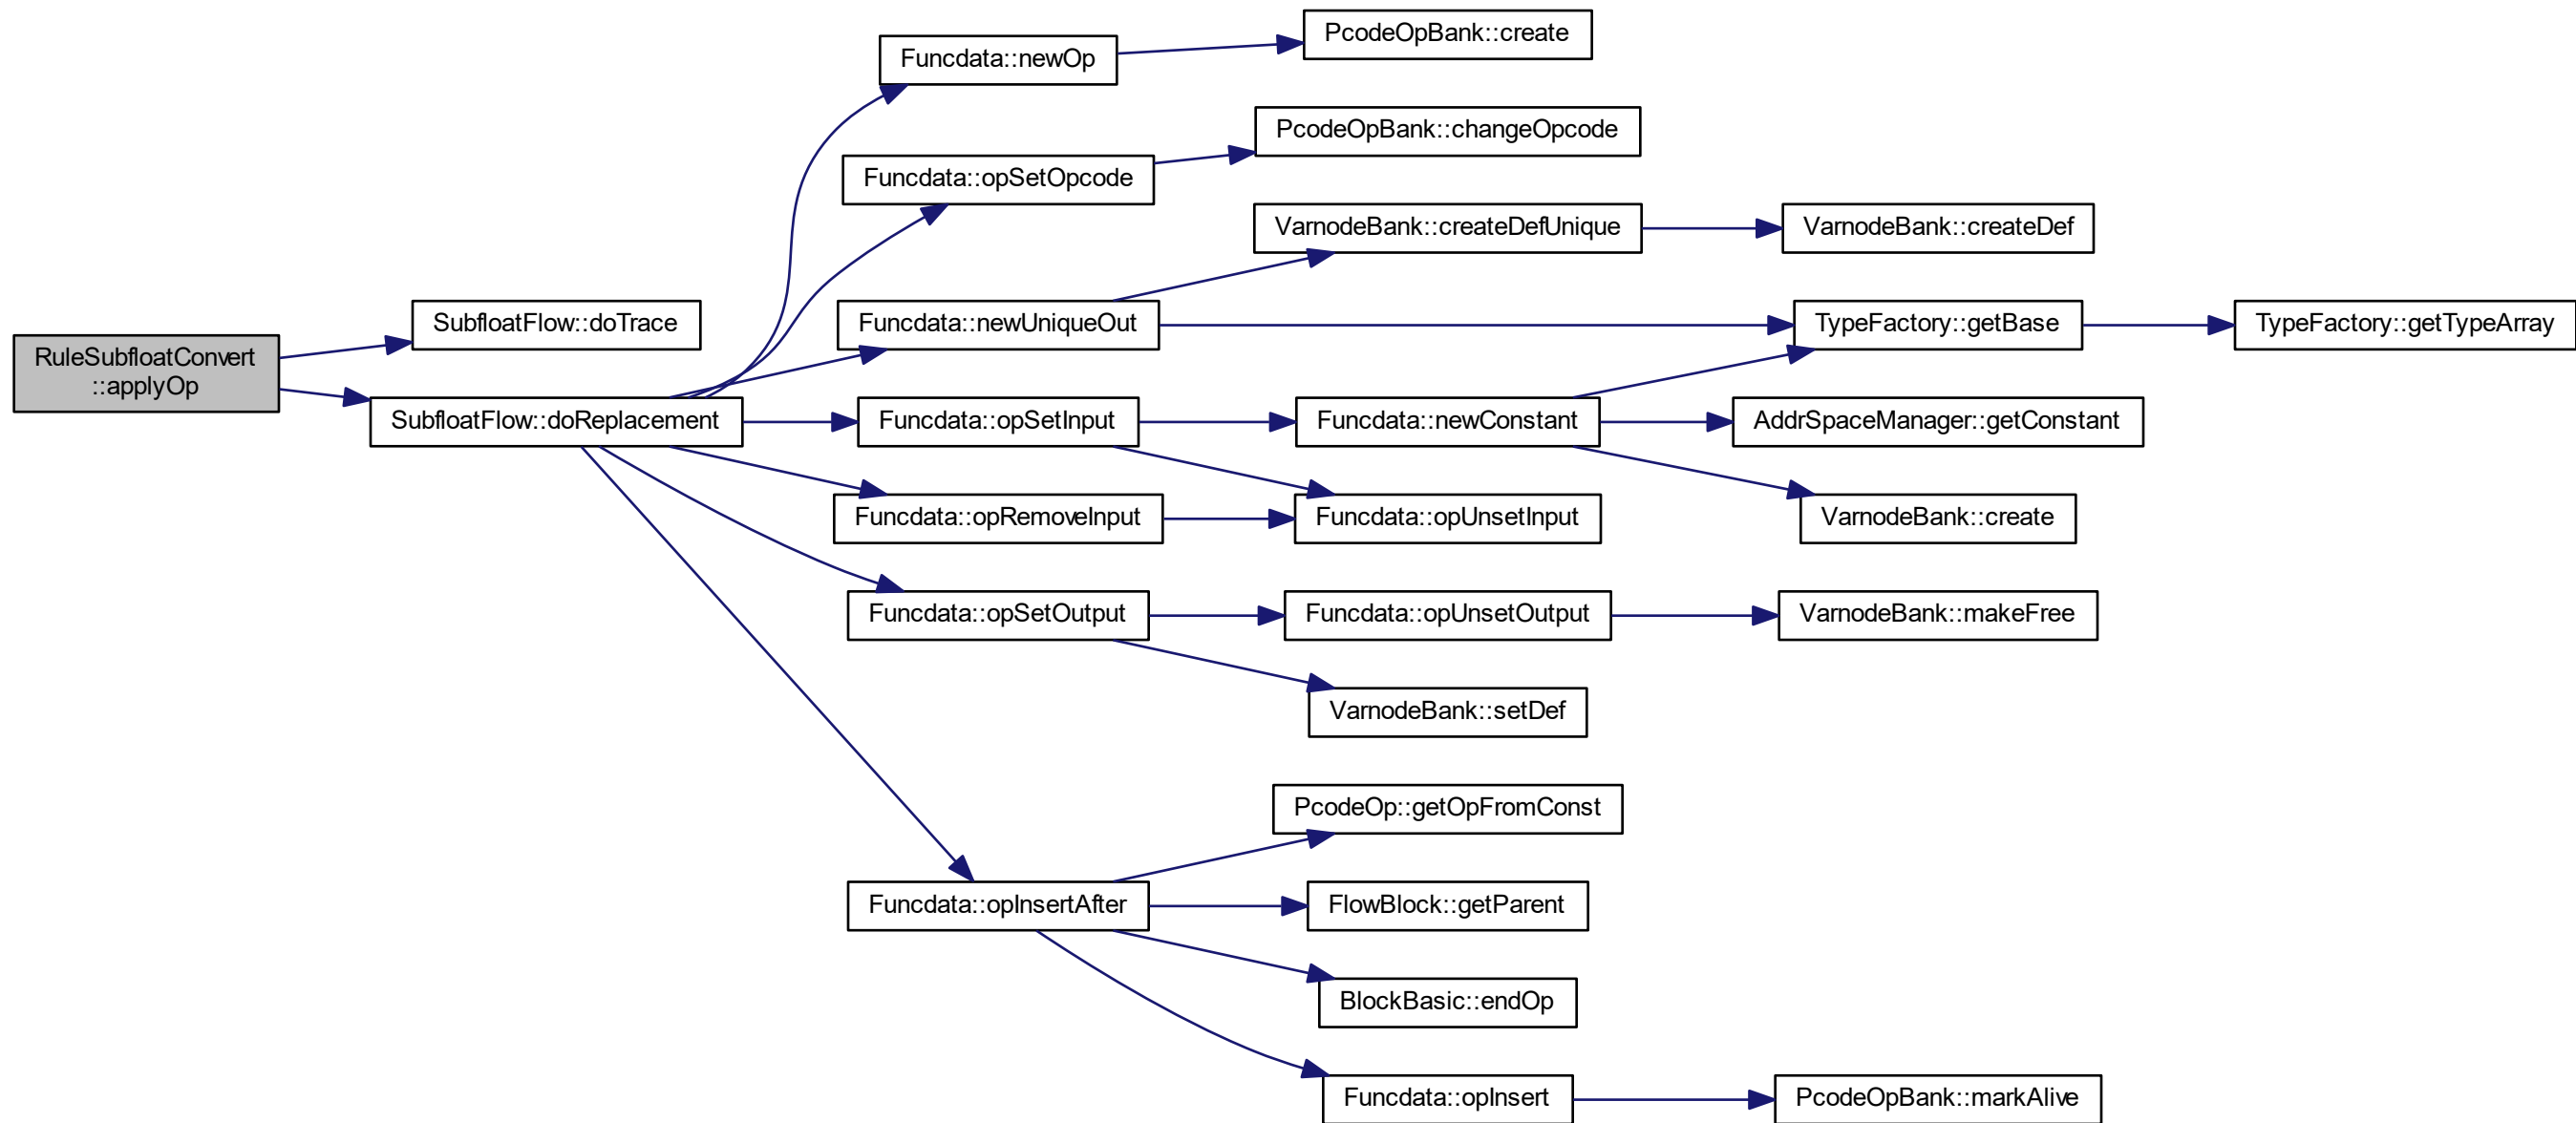 RuleSubfloatConvert
::applyOp
SubfloatFlow::doTrace
SubfloatFlow::doReplacement
Funcdata::newOp
Funcdata::opSetOpcode
Funcdata::newUniqueOut
Funcdata::opSetInput
Funcdata::opRemoveInput
Funcdata::opSetOutput
Funcdata::opInsertAfter
PcodeOpBank::create
PcodeOpBank::changeOpcode
VarnodeBank::createDefUnique
Funcdata::newConstant
Funcdata::opUnsetInput
Funcdata::opUnsetOutput
VarnodeBank::setDef
PcodeOp::getOpFromConst
FlowBlock::getParent
BlockBasic::endOp
Funcdata::opInsert
VarnodeBank::createDef
TypeFactory::getBase
AddrSpaceManager::getConstant
VarnodeBank::create
VarnodeBank::makeFree
PcodeOpBank::markAlive
TypeFactory::getTypeArray